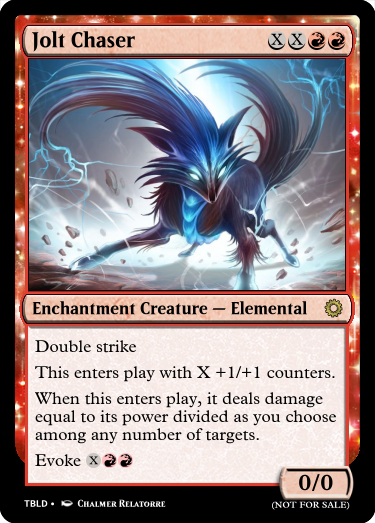 Jolt Chaser XXRR
Enchantment Creature — Elemental
Double strike
This enters play with X +1/+1 counters.
When this enters play, it deals damage
equal to its power divided as you choose
among any number of targets.
Evoke X
0/0
TBLD • Chalmer Relatorre
(NOT FOR SALE)